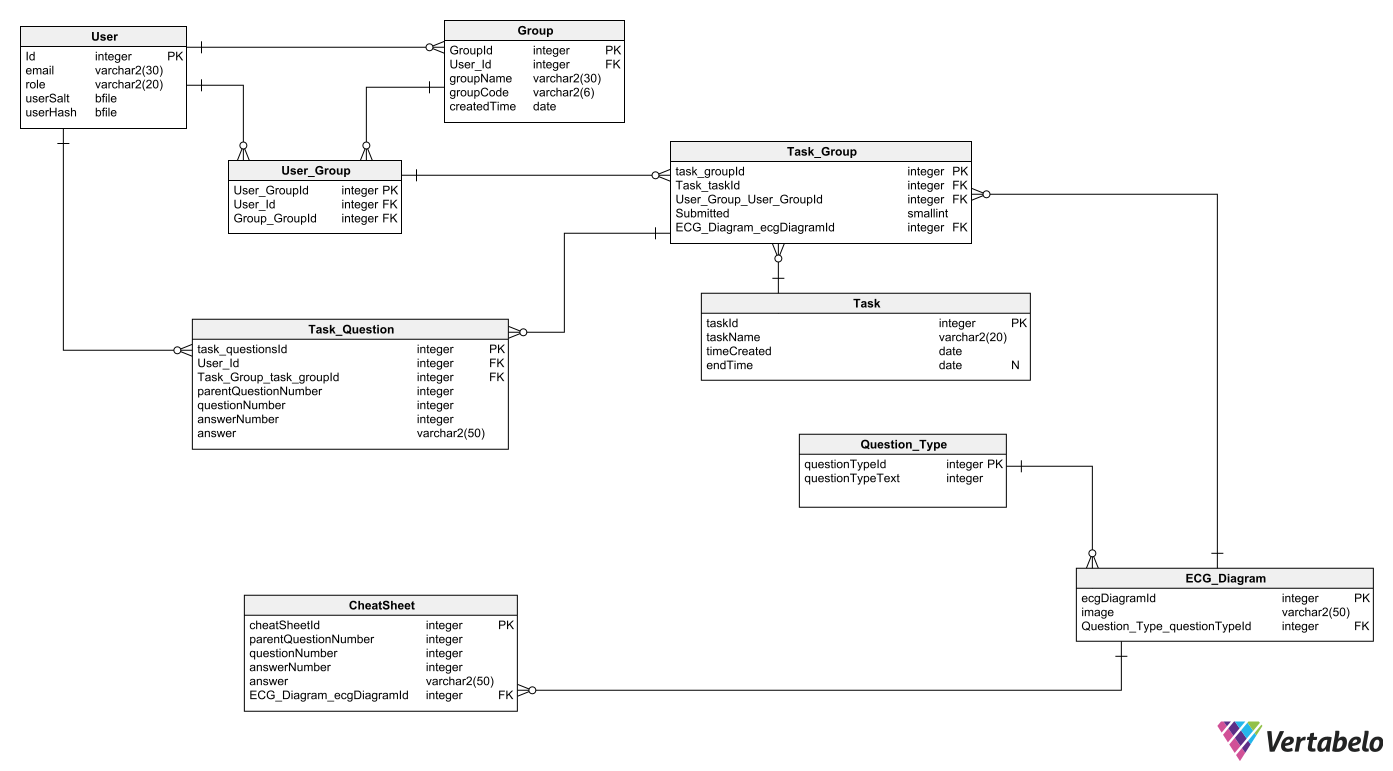 User
Id integer PK
email varchar2(30)
role varchar2(20)
userSalt bfile
userHash bfile
Group
GroupId integer PK
User_Id integer FK
groupName varchar2(30)
groupCode varchar2(6)
createdTime date
User_Group
User_GroupId integer PK
User_Id integer FK
Group_GroupId integer FK
Task_Group
task_groupId integer PK
Task_taskId integer FK
User_Group_User_GroupId integer FK
Submitted smallint
ECG_Diagram_ecgDiagramId integer FK
Task
taskId integer PK
taskName varchar2(20)
timeCreated date
endTime date N
Task_Question
task_questionsId integer PK
User_Id integer FK
Task_Group_task_groupId integer FK
parentQuestionNumber integer
questionNumber integer
answerNumber integer
answer varchar2(50)
Question_Type
questionTypeId integer PK
questionTypeText integer
ECG_Diagram
ecgDiagramId integer PK
image varchar2(50)
Question_Type_questionTypeId integer FK
CheatSheet
cheatSheetId integer PK
parentQuestionNumber integer
questionNumber integer
answerNumber integer
answer varchar2(50)
ECG_Diagram_ecgDiagramId integer FK
Vertabelo